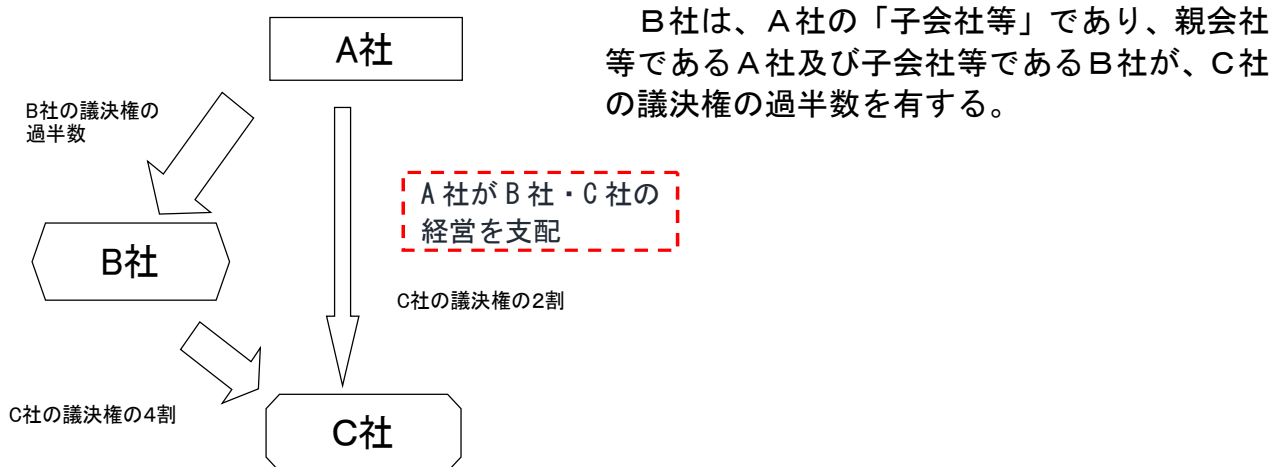 A社
B社の議決権の
過半数
B社は、A社の「子会社等」であり、親会社
等であるA社及び子会社等であるB社が、C社
の議決権の過半数を有する。
A社がB社・C社の
経営を支配
B社
C社の議決権の2割
C社の議決権の4割
C社